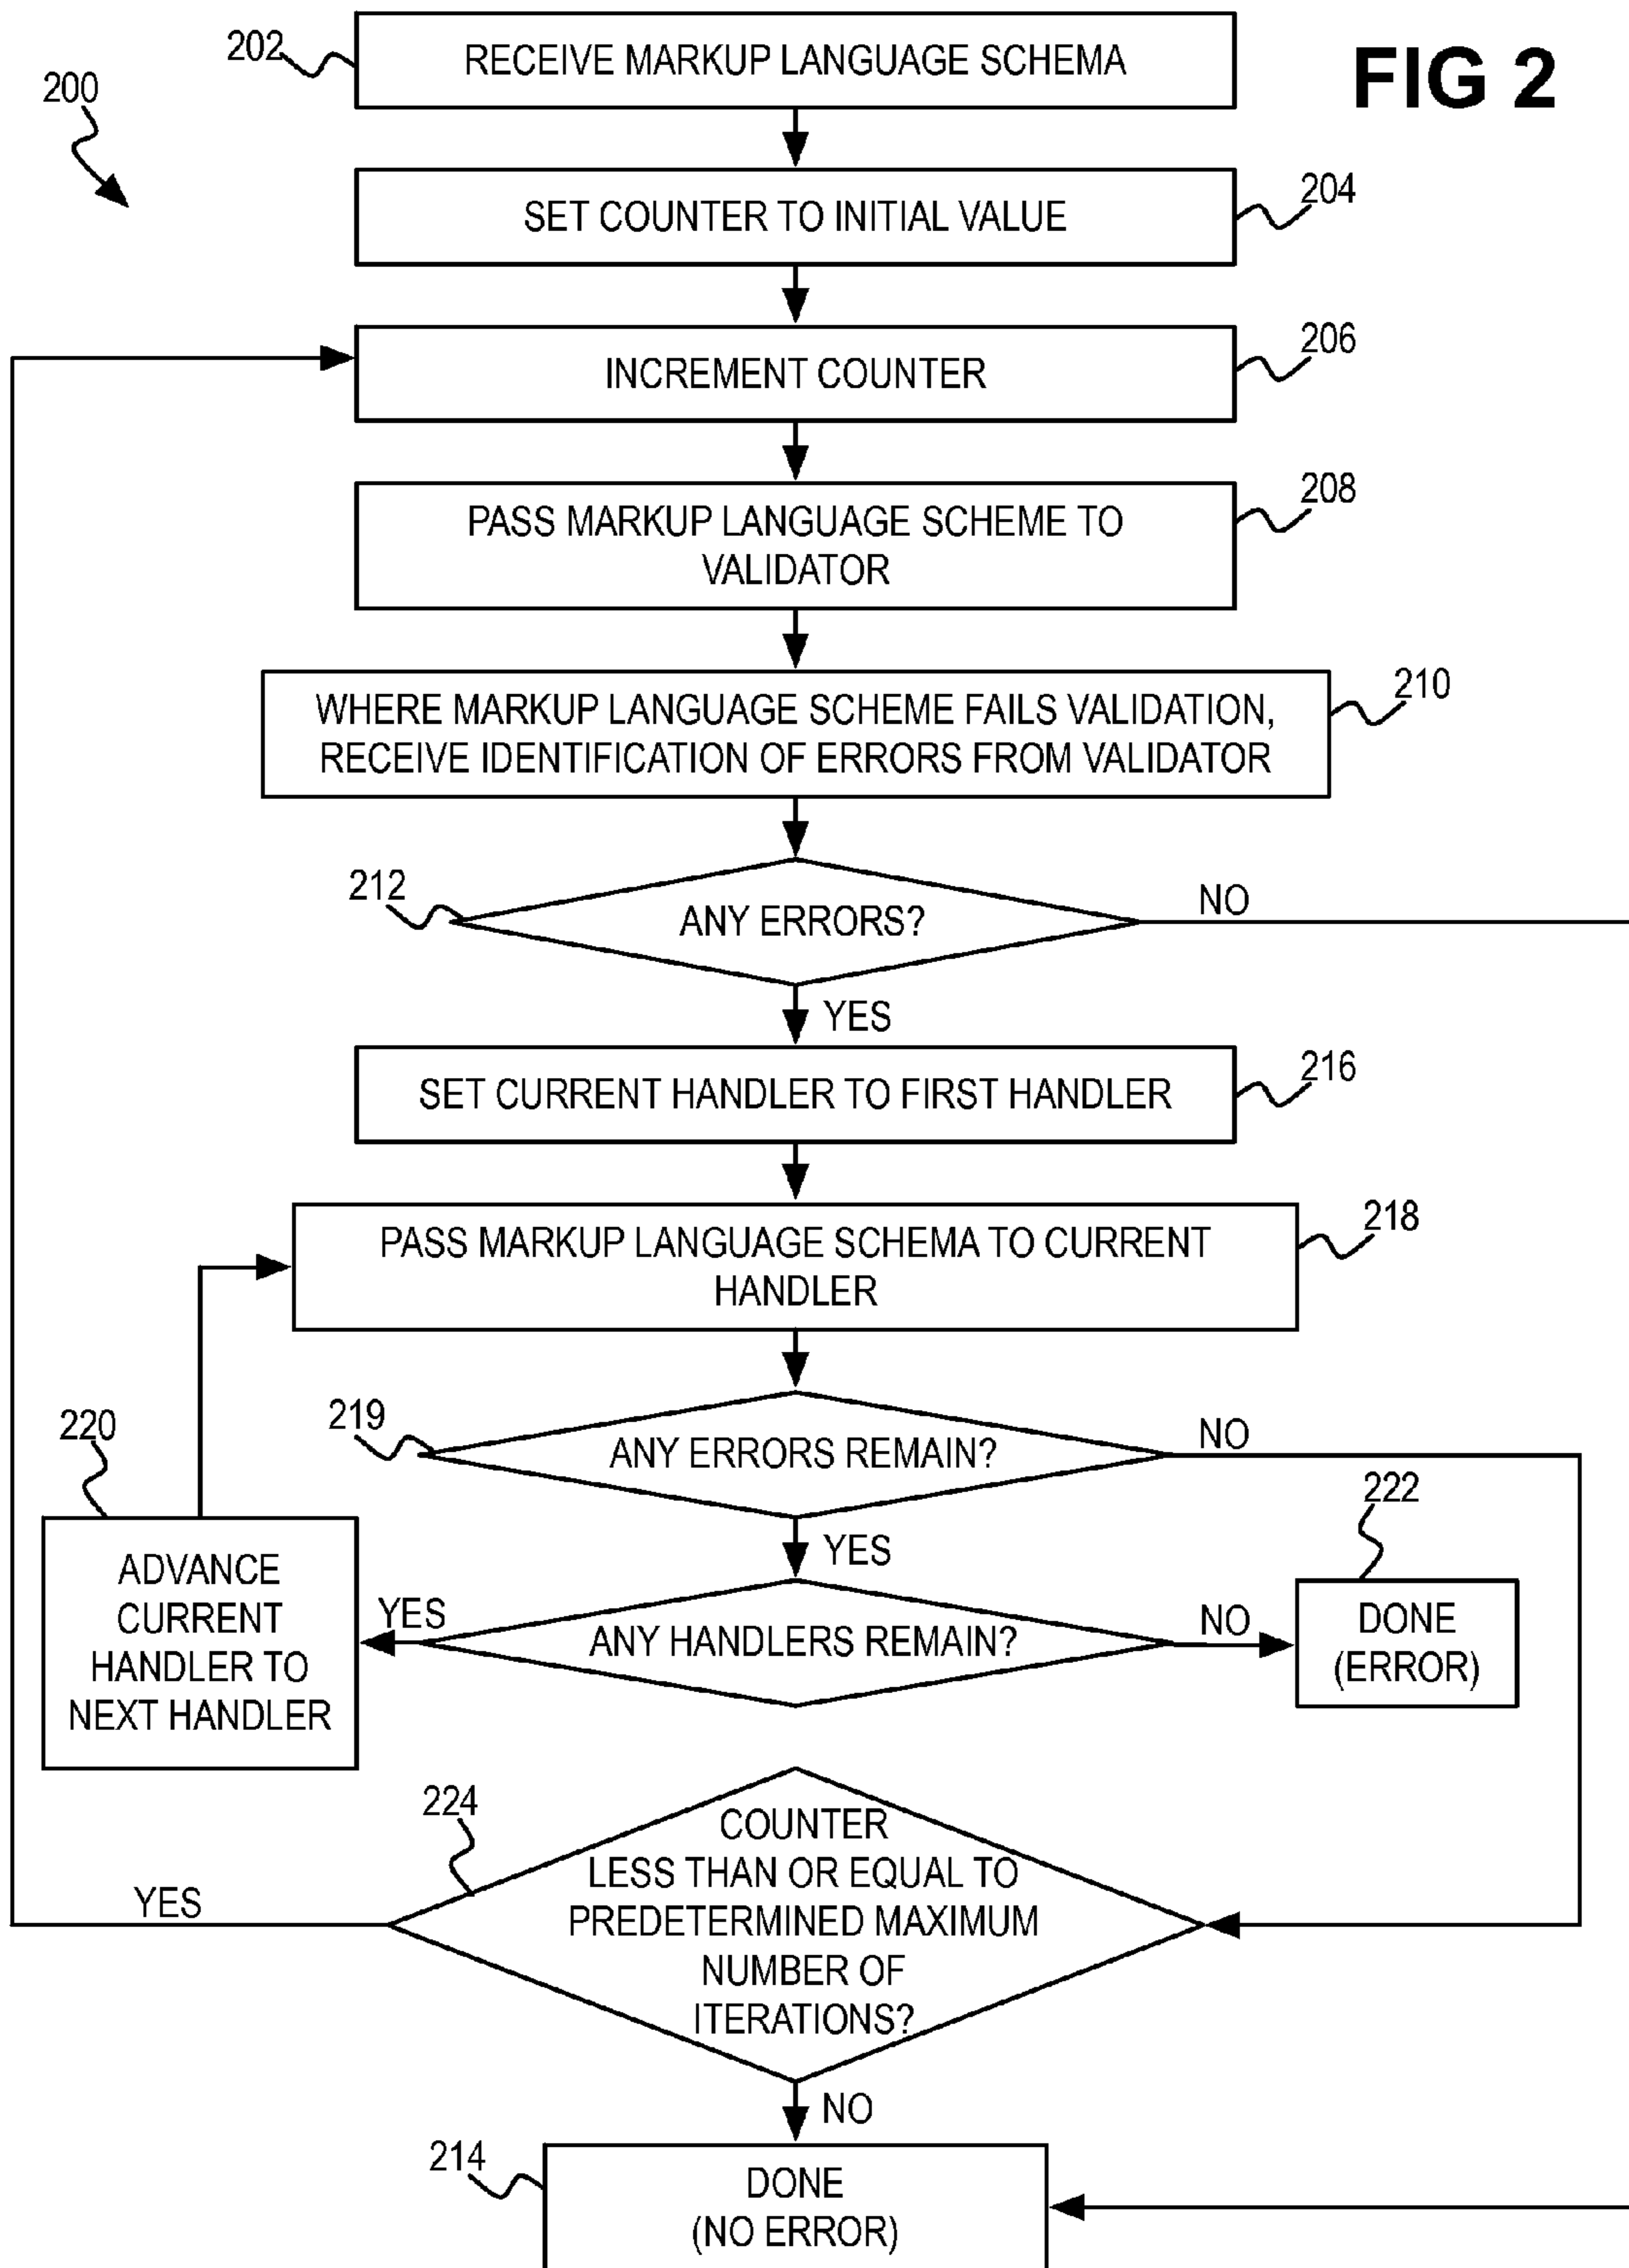 202
RECEIVE MARKUP LANGUAGE SCHEMA
FIG 2
200
SET COUNTER TO INITIAL VALUE
204
INCREMENT COUNTER
206
PASS MARKUP LANGUAGE SCHEME TO
VALIDATOR
208
WHERE MARKUP LANGUAGE SCHEME FAILS VALIDATION,
RECEIVE IDENTIFICATION OF ERRORS FROM VALIDATOR
210
212
ANY ERRORS?
NO
YES
SET CURRENT HANDLER TO FIRST HANDLER
216
PASS MARKUP LANGUAGE SCHEMA TO CURRENT
HANDLER
218
219
ANY ERRORS REMAIN?
NO
YES
220
ADVANCE
CURRENT
HANDLER TO
NEXT HANDLER
YES
ANY HANDLERS REMAIN?
NO
222
DONE
(ERROR)
224
COUNTER
LESS THAN OR EQUAL TO
PREDETERMINED MAXIMUM
NUMBER OF
ITERATIONS?
YES
NO
214
DONE
(NO ERROR)